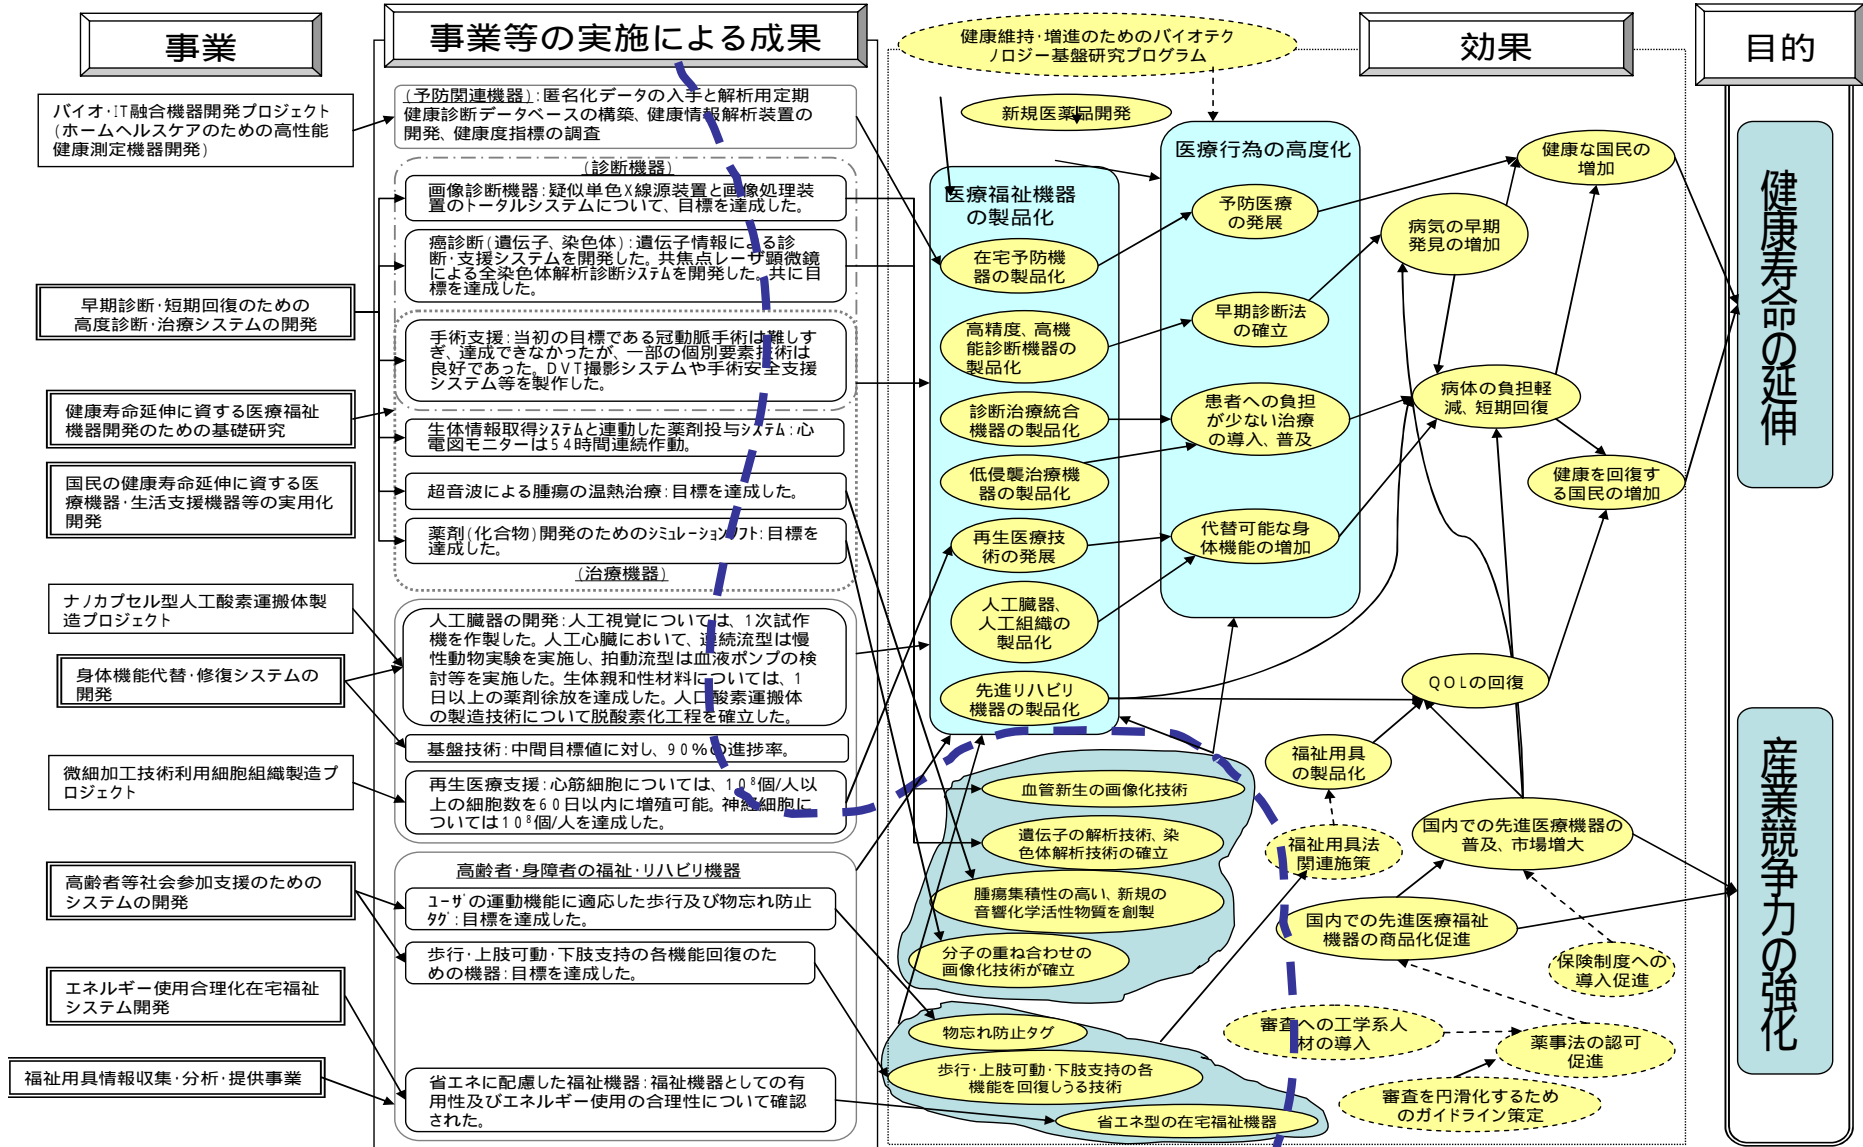 事業
事業等の実施による成果
効果
目的
バイオ・IT融合機器開発プロジェクト
(ホームヘルスケアのための高性能
健康測定機器開発)
早期診断・短期回復のための
高度診断・治療システムの開発
健康寿命延伸に資する医療福祉
機器開発のための基礎研究
国民の健康寿命延伸に資する医
療機器・生活支援機器等の実用化
開発
ナノカプセル型人工酸素運搬体製
造プロジェクト
身体機能代替・修復システムの
開発
微細加工技術利用細胞組織製造プ
ロジェクト
高齢者等社会参加支援のための
システムの開発
エネルギー使用合理化在宅福祉
システム開発
福祉用具情報収集・分析・提供事業
(予防関連機器):匿名化データの入手と解析用定期
健康診断データベースの構築、健康情報解析装置の
開発、健康度指標の調査
(診断機器)
画像診断機器:疑似単色X線源装置と画像処理装
置のトータルシステムについて、目標を達成した。
癌診断(遺伝子、染色体):遺伝子情報による診
断・支援システムを開発した。共焦点レーザ顕微鏡
による全染色体解析診断システムを開発した。共に目
標を達成した。
手術支援:当初の目標である冠動脈手術は難しす
ぎ、達成できなかったが、一部の個別要素技術は
良好であった。DVT撮影システムや手術安全支援
システム等を製作した。
生体情報取得システムと連動した薬剤投与システム:心
電図モニターは54時間連続作動。
超音波による腫瘍の温熱治療:目標を達成した。
薬剤(化合物)開発のためのシミュレーションソフト:目標を
達成した。
(治療機器)
人工臓器の開発:人工視覚については、1次試作
機を作製した。人工心臓において、連続流型は慢
性動物実験を実施し、拍動流型は血液ポンプの検
討等を実施した。生体親和性材料については、1
日以上の薬剤徐放を達成した。人口酸素運搬体
の製造技術について脱酸素化工程を確立した。
基盤技術:中間目標値に対し、90%の進捗率。
再生医療支援:心筋細胞については、10⁸個/人以
上の細胞数を60日以内に増殖可能。神経細胞に
ついては10⁸個/人を達成した。
高齢者・身障者の福祉・リハビリ機器
ユーザの運動機能に適応した歩行及び物忘れ防止
タグ:目標を達成した。
歩行・上肢可動・下肢支持の各機能回復のた
めの機器:目標を達成した。
省エネに配慮した福祉機器:福祉機器としての有
用性及びエネルギー使用の合理性について確認
された。
健康維持・増進のためのバイオテク
ノロジー基盤研究プログラム
新規医薬品開発
医療福祉機器
の製品化
在宅予防機
器の製品化
高精度、高機
能診断機器の
製品化
診断治療統合
機器の製品化
低侵襲治療機
器の製品化
再生医療技
術の発展
人工臓器、
人工組織の
製品化
先進リハビリ
機器の製品化
医療行為の高度化
予防医療
の発展
早期診断法
の確立
患者への負担
が少ない治療
の導入、普及
代替可能な身
体機能の増加
健康な国民の
増加
病気の早期
発見の増加
病体の負担軽
減、短期回復
健康を回復す
る国民の増加
QOLの回復
福祉用具
の製品化
福祉用具法
関連施策
国内での先進医療機器の
普及、市場増大
国内での先進医療福祉
機器の商品化促進
保険制度への
導入促進
審査への工学系人
材の導入
薬事法の認可
促進
審査を円滑化するため
のガイドライン策定
血管新生の画像化技術
遺伝子の解析技術、染
色体解析技術の確立
腫瘍集積性の高い、新規の
音響化学活性物質を創製
分子の重ね合わせの
画像化技術が確立
物忘れ防止タグ
歩行・上肢可動・下肢支持の各
機能を回復しうる技術
省エネ型の在宅福祉機器
健康寿命の延伸
産業競争力の強化